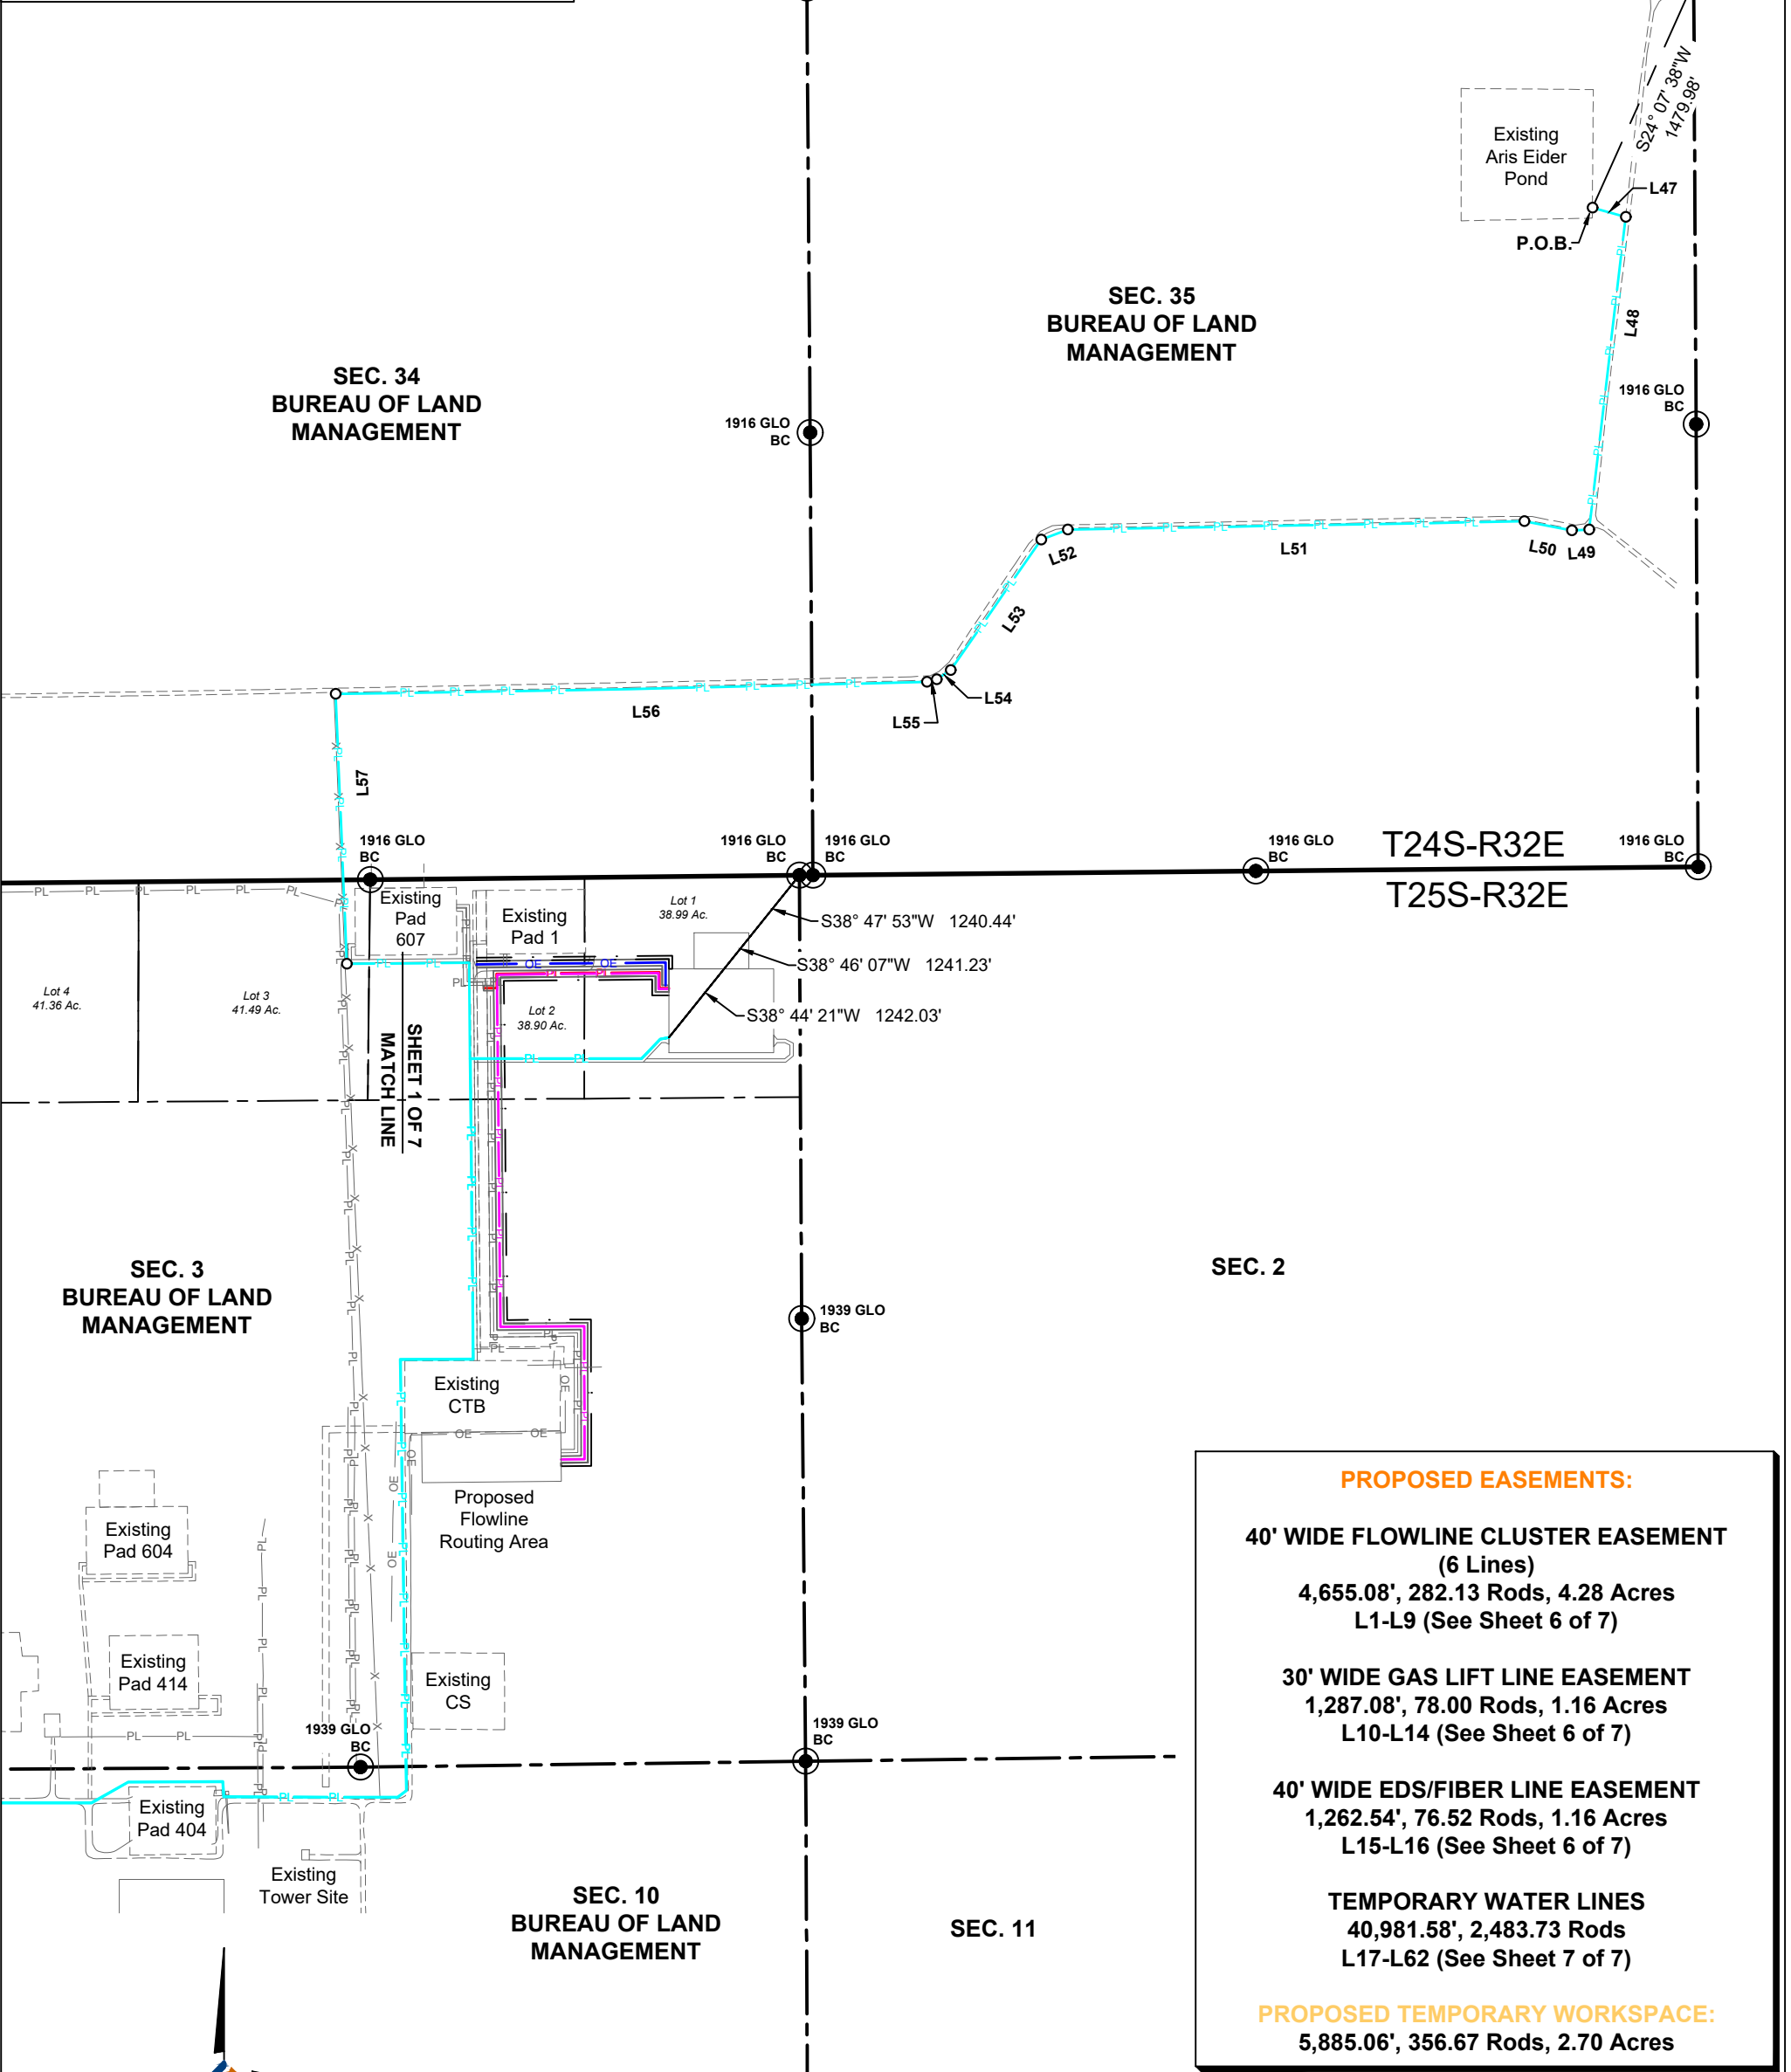 S24° 07' 38"W
1479.98'
Existing
Aris Eider
Pond
L47
P.O.B.
L48
SEC. 35
BUREAU OF LAND
MANAGEMENT
SEC. 34
BUREAU OF LAND
MANAGEMENT
1916 GLO
BC
1916 GLO
BC
L52
L51
L50
L49
L53
L54
L55
L56
L57
1916 GLO
BC
1916 GLO
BC
1916 GLO
BC
1916 GLO
BC
T24S-R32E
1916 GLO
BC
T25S-R32E
Existing
Pad
607
Existing
Pad 1
Lot 1
38.99 Ac.
S38° 47' 53"W 1240.44'
S38° 46' 07"W 1241.23'
S38° 44' 21"W 1242.03'
Lot 4
41.36 Ac.
Lot 3
41.49 Ac.
Lot 2
38.90 Ac.
SHEET 1 OF 7
MATCH LINE
SEC. 3
BUREAU OF LAND
MANAGEMENT
SEC. 2
1939 GLO
BC
Existing
CTB
Proposed
Flowline
Routing Area
Existing
Pad 604
Existing
Pad 414
Existing
CS
1939 GLO
BC
1939 GLO
BC
Existing
Pad 404
Existing
Tower Site
SEC. 10
BUREAU OF LAND
MANAGEMENT
SEC. 11
PL
OE
X
PROPOSED EASEMENTS:
40' WIDE FLOWLINE CLUSTER EASEMENT
(6 Lines)
4,655.08', 282.13 Rods, 4.28 Acres
L1-L9 (See Sheet 6 of 7)
30' WIDE GAS LIFT LINE EASEMENT
1,287.08', 78.00 Rods, 1.16 Acres
L10-L14 (See Sheet 6 of 7)
40' WIDE EDS/FIBER LINE EASEMENT
1,262.54', 76.52 Rods, 1.16 Acres
L15-L16 (See Sheet 6 of 7)
TEMPORARY WATER LINES
40,981.58', 2,483.73 Rods
L17-L62 (See Sheet 7 of 7)
PROPOSED TEMPORARY WORKSPACE:
5,885.06', 356.67 Rods, 2.70 Acres